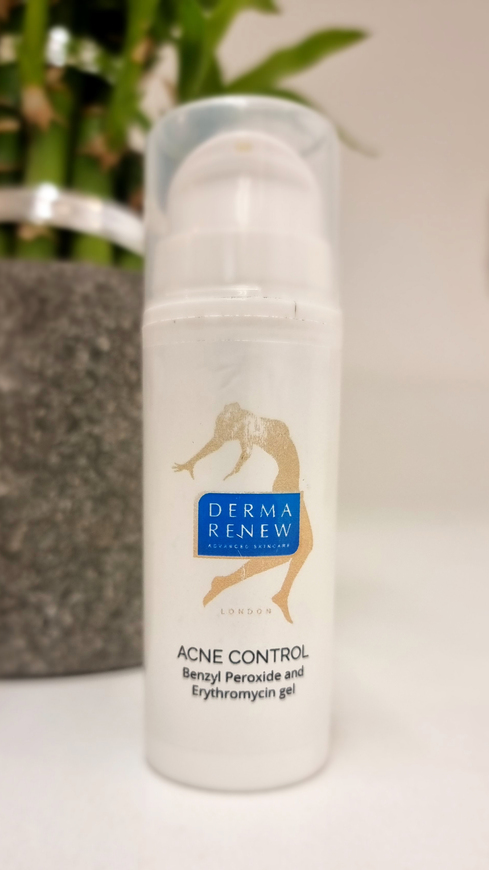 DERMA
RENEW
ADVANCED SKINCARE
LONDON
ACNE CONTROL
Benzyl Peroxide and
Erythromycin gel